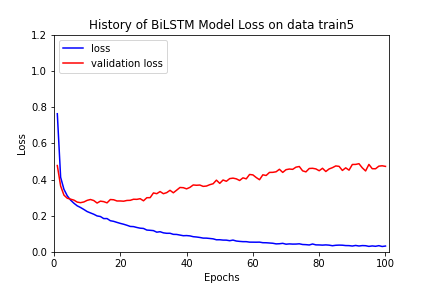 History of BiLSTM Model Loss on data train5
1.2
1.0
0.8
0.6
0.4
0.2
0.0
Loss
loss
validation loss
0 20 40 60 80 100
Epochs